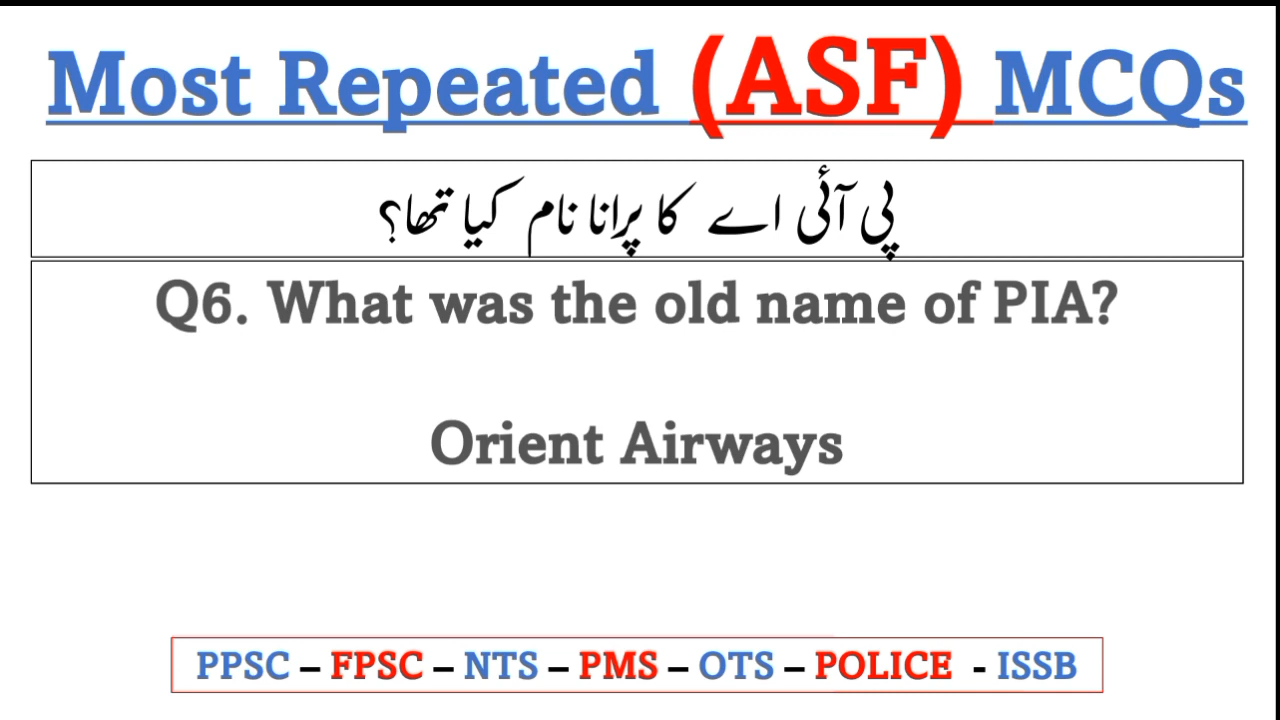 Most Repeated (ASF) MCQs
پی آئی اے کا پرانا نام کیا تھا؟
Q6. What was the old name of PIA?
Orient Airways
PPSC – FPSC – NTS – PMS – OTS – POLICE - ISSB